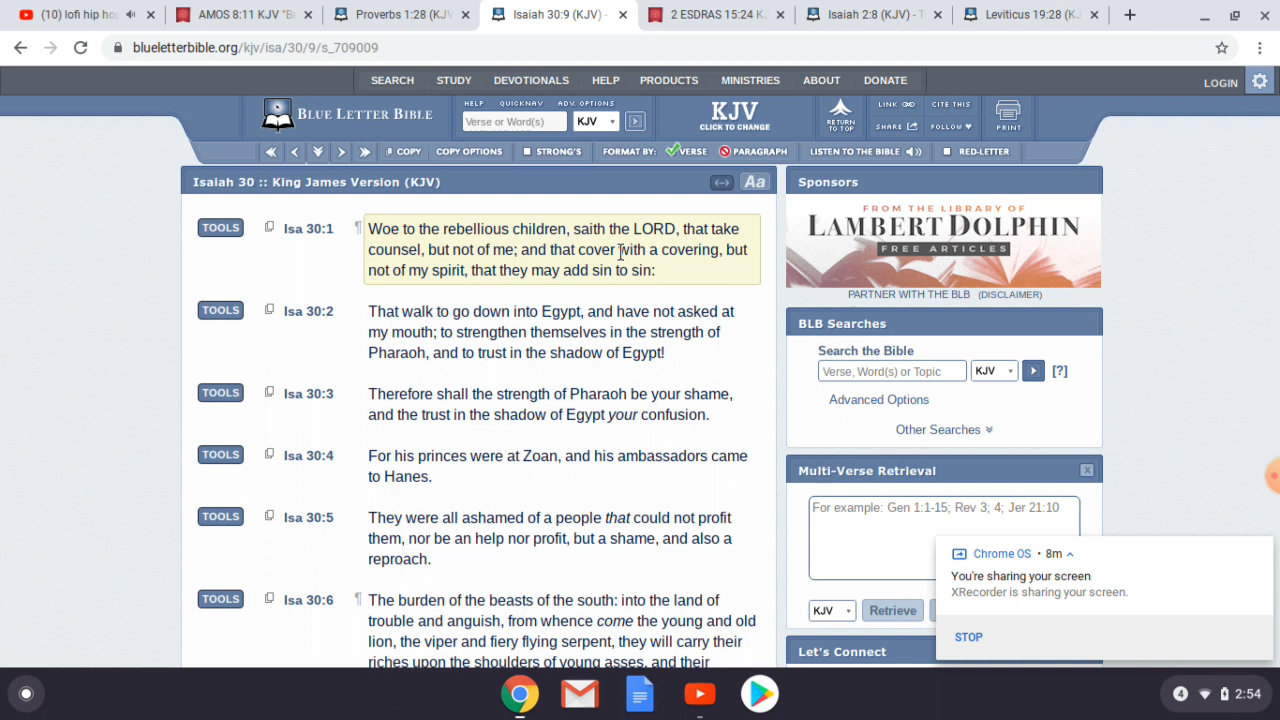 (10) lofi hip ho
AMOS 8:11 KJV "Be
Proverbs 1:28 (KJV
Isaiah 30:9 (KJV) -
2 ESDRAS 15:24 K
Isaiah 2:8 (KJV) - T
Leviticus 19:28 (KJ
blueletterbible.org/kjv/isa/30/9/s_709009
SEARCH STUDY DEVOTIONALS HELP PRODUCTS MINISTRIES ABOUT DONATE
LOGIN
BLUE LETTER BIBLE
HELP QUICKNAV ADV. OPTIONS
Verse or Word(s) KJV
KJV
CLICK TO CHANGE
RETURN
TO TOP
LINK CITE THIS
SHARE FOLLOW
PRINT
COPY COPY OPTIONS STRONG'S FORMAT BY: VERSE PARAGRAPH LISTEN TO THE BIBLE RED-LETTER
Isaiah 30 :: King James Version (KJV)
Aa
TOOLS Isa 30:1 ¶ Woe to the rebellious children, saith the LORD, that take
counsel, but not of me; and that cover with a covering, but
not of my spirit, that they may add sin to sin:
TOOLS Isa 30:2 That walk to go down into Egypt, and have not asked at
my mouth; to strengthen themselves in the strength of
Pharaoh, and to trust in the shadow of Egypt!
TOOLS Isa 30:3 Therefore shall the strength of Pharaoh be your shame,
and the trust in the shadow of Egypt your confusion.
TOOLS Isa 30:4 For his princes were at Zoan, and his ambassadors came
to Hanes.
TOOLS Isa 30:5 They were all ashamed of a people that could not profit
them, nor be an help nor profit, but a shame, and also a
reproach.
TOOLS Isa 30:6 ¶ The burden of the beasts of the south: into the land of
trouble and anguish, from whence come the young and old
lion, the viper and fiery flying serpent, they will carry their
riches upon the shoulders of young asses, and their
Sponsors
FROM THE LIBRARY OF
LAMBERT DOLPHIN
FREE ARTICLES
PARTNER WITH THE BLB (DISCLAIMER)
BLB Searches
Search the Bible
Verse, Word(s) or Topic KJV [?]
Advanced Options
Other Searches
Multi-Verse Retrieval x
For example: Gen 1:1-15; Rev 3; 4; Jer 21:10
KJV Retrieve
Let's Connect
Chrome OS • 8m
You're sharing your screen
XRecorder is sharing your screen.
STOP
4 2:54